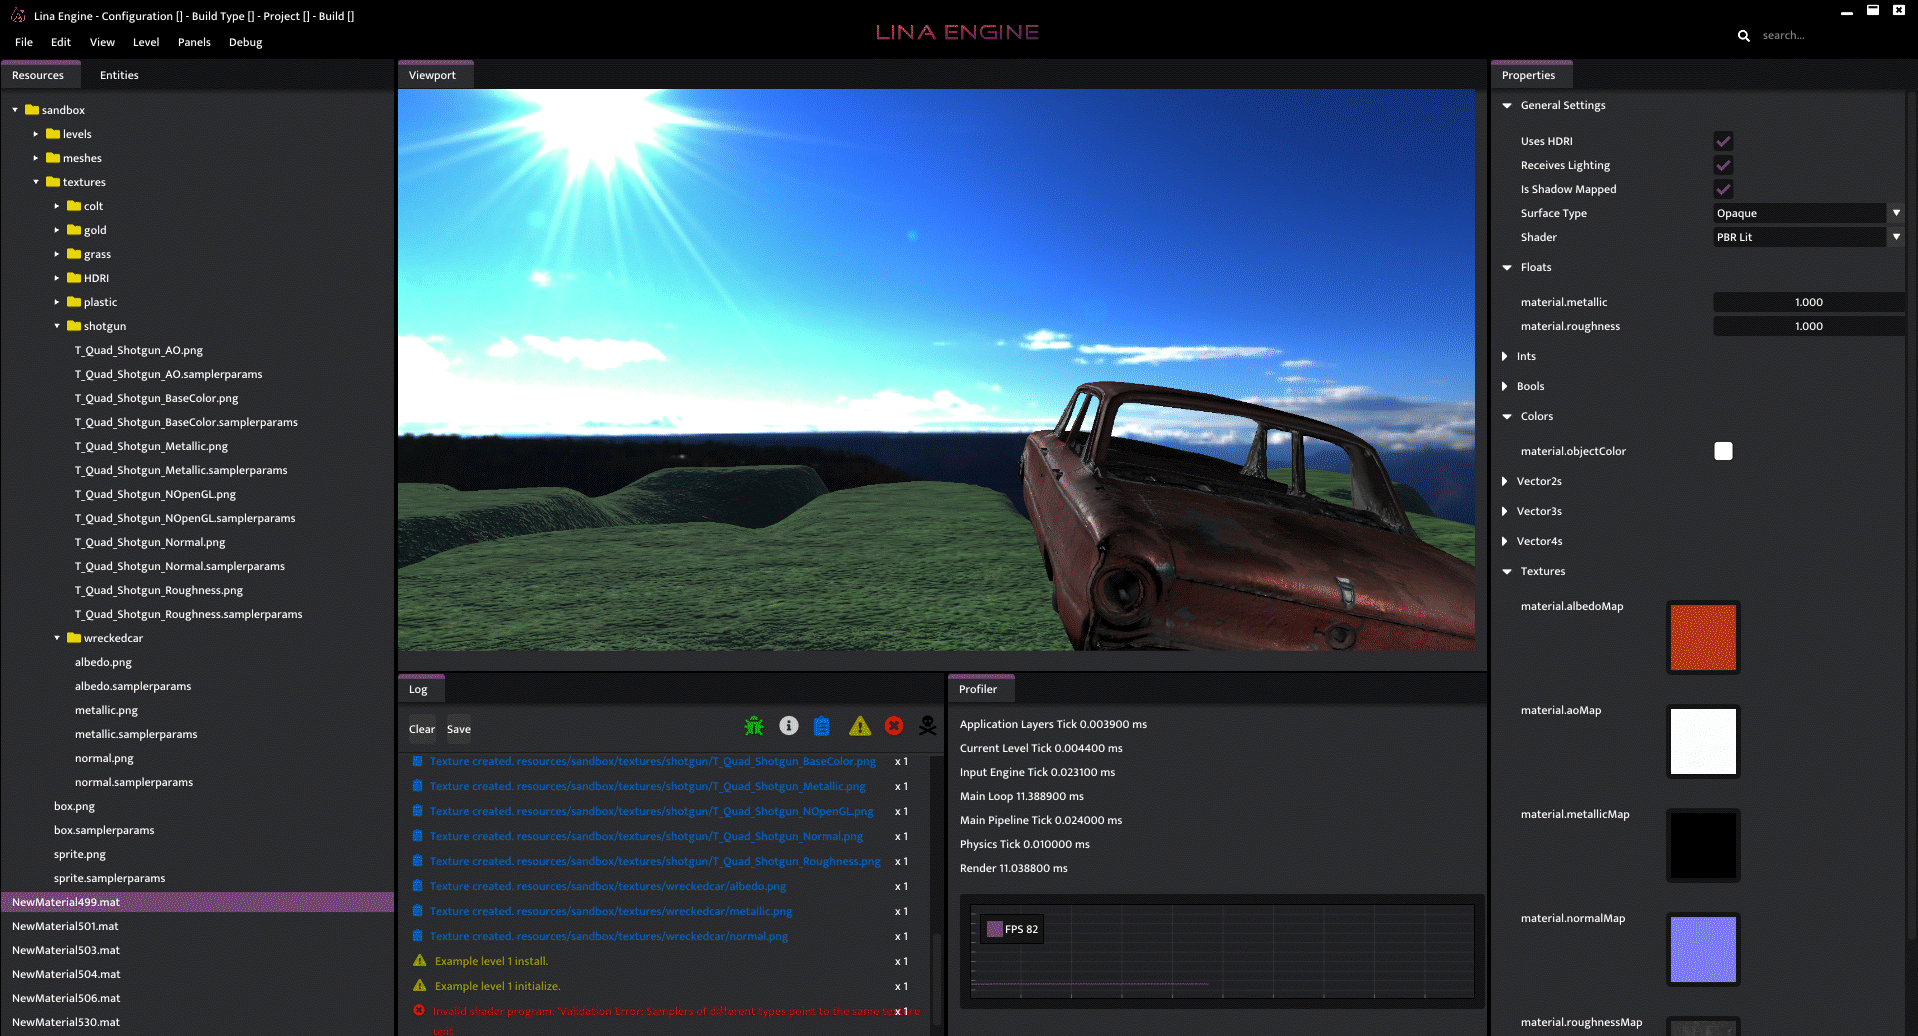 Lina Engine - Configuration [] - Build Type [] - Project [] - Build []
LINA ENGINE
File Edit View Level Panels Debug
search...
Resources Entities
sandbox
levels
meshes
textures
colt
gold
grass
HDRI
plastic
shotgun
T_Quad_Shotgun_AO.png
T_Quad_Shotgun_AO.samplerparams
T_Quad_Shotgun_BaseColor.png
T_Quad_Shotgun_BaseColor.samplerparams
T_Quad_Shotgun_Metallic.png
T_Quad_Shotgun_Metallic.samplerparams
T_Quad_Shotgun_NOpenGL.png
T_Quad_Shotgun_NOpenGL.samplerparams
T_Quad_Shotgun_Normal.png
T_Quad_Shotgun_Normal.samplerparams
T_Quad_Shotgun_Roughness.png
T_Quad_Shotgun_Roughness.samplerparams
wreckedcar
albedo.png
albedo.samplerparams
metallic.png
metallic.samplerparams
normal.png
normal.samplerparams
box.png
box.samplerparams
sprite.png
sprite.samplerparams
NewMaterial499.mat
NewMaterial501.mat
NewMaterial503.mat
NewMaterial504.mat
NewMaterial506.mat
NewMaterial530.mat
Viewport
Log
Clear Save
Texture created. resources/sandbox/textures/shotgun/T_Quad_Shotgun_BaseColor.png x 1
Texture created. resources/sandbox/textures/shotgun/T_Quad_Shotgun_Metallic.png x 1
Texture created. resources/sandbox/textures/shotgun/T_Quad_Shotgun_NOpenGL.png x 1
Texture created. resources/sandbox/textures/shotgun/T_Quad_Shotgun_Normal.png x 1
Texture created. resources/sandbox/textures/shotgun/T_Quad_Shotgun_Roughness.png x 1
Texture created. resources/sandbox/textures/wreckedcar/albedo.png x 1
Texture created. resources/sandbox/textures/wreckedcar/metallic.png x 1
Texture created. resources/sandbox/textures/wreckedcar/normal.png x 1
Example level 1 install. x 1
Example level 1 initialize. x 1
Invalid shader program: 'Validation Error: Samplers of different types point to the same texture x 1
unit
Profiler
Application Layers Tick 0.003900 ms
Current Level Tick 0.004400 ms
Input Engine Tick 0.023100 ms
Main Loop 11.388900 ms
Main Pipeline Tick 0.024000 ms
Physics Tick 0.010000 ms
Render 11.038800 ms
FPS 82
Properties
General Settings
Uses HDRI
Receives Lighting
Is Shadow Mapped
Surface Type Opaque
Shader PBR Lit
Floats
material.metallic 1.000
material.roughness 1.000
Ints
Bools
Colors
material.objectColor
Vector2s
Vector3s
Vector4s
Textures
material.albedoMap
material.aoMap
material.metallicMap
material.normalMap
material.roughnessMap